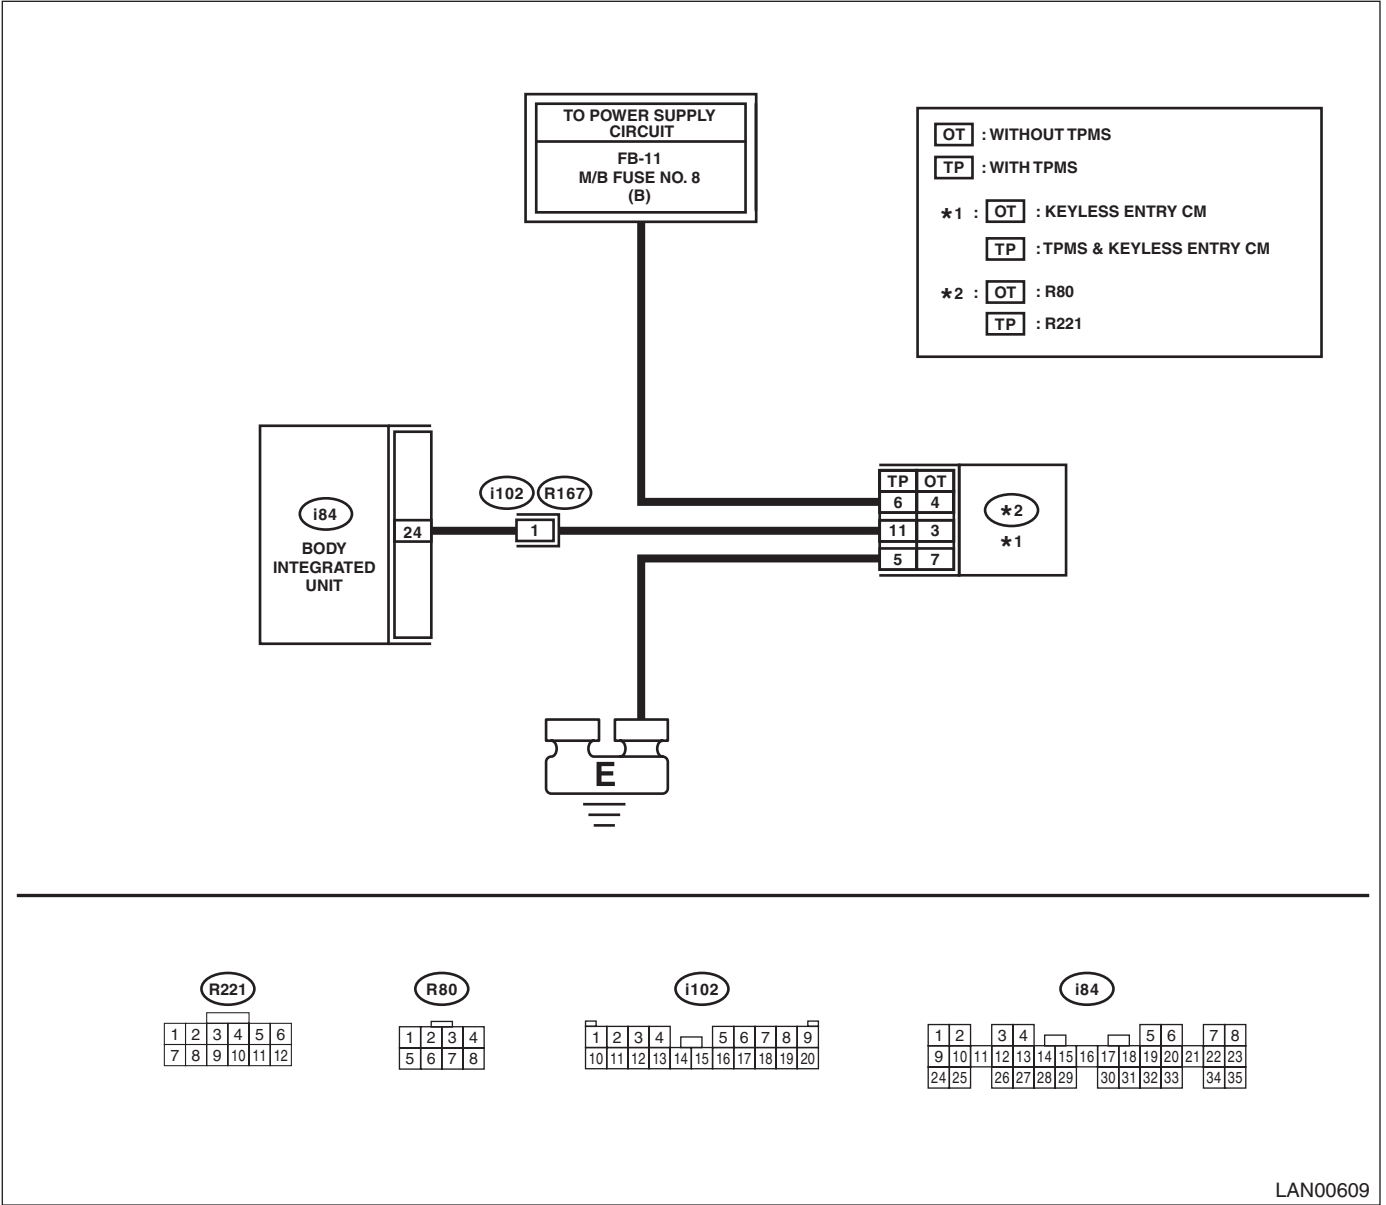 TO POWER SUPPLY
CIRCUIT
FB-11
M/B FUSE NO. 8
(B)
OT : WITHOUT TPMS
TP : WITH TPMS
*1 : OT : KEYLESS ENTRY CM
TP : TPMS & KEYLESS ENTRY CM
*2 : OT : R80
TP : R221
i84
BODY
INTEGRATED
UNIT
24
i102 R167
1
TP OT
6 4
11 3
5 7
*2
*1
E
R221
1 2 3 4 5 6
7 8 9 10 11 12
R80
1 2 3 4
5 6 7 8
i102
1 2 3 4 5 6 7 8 9
10 11 12 13 14 15 16 17 18 19 20
i84
1 2 3 4 5 6 7 8
9 10 11 12 13 14 15 16 17 18 19 20 21 22 23
24 25 26 27 28 29 30 31 32 33 34 35
LAN00609